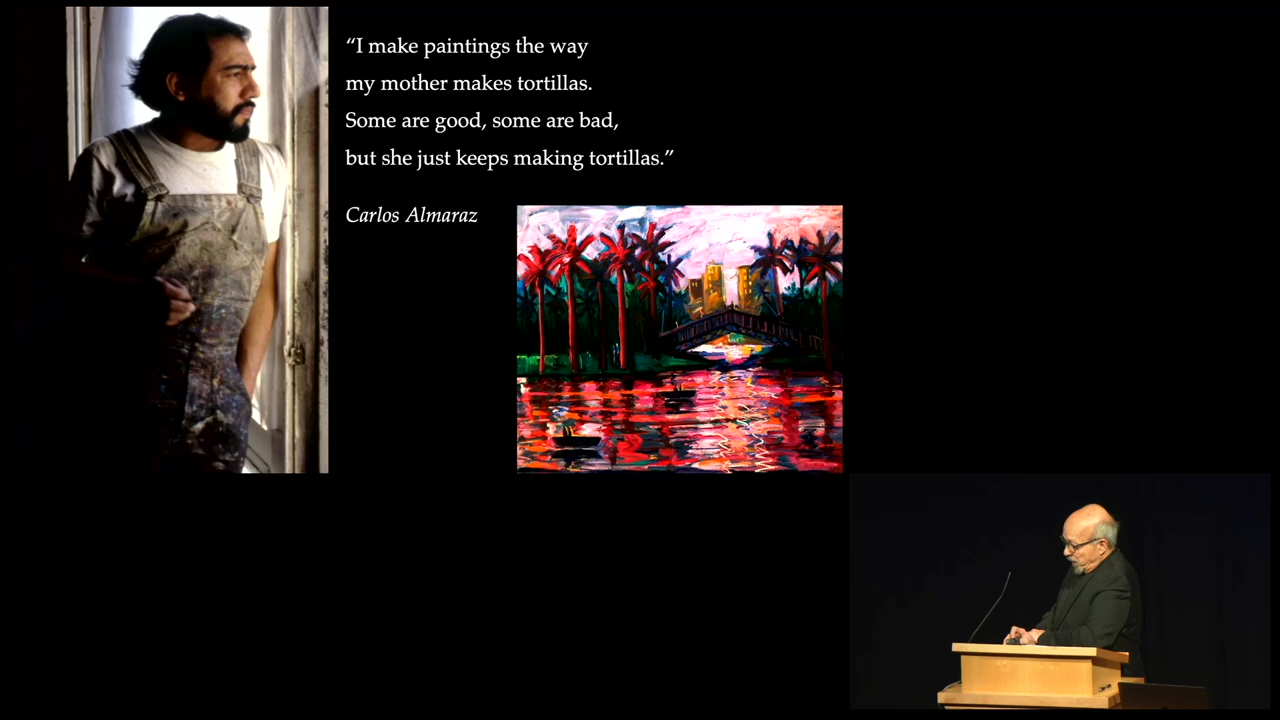 “I make paintings the way
my mother makes tortillas.
Some are good, some are bad,
but she just keeps making tortillas.”
Carlos Almaraz